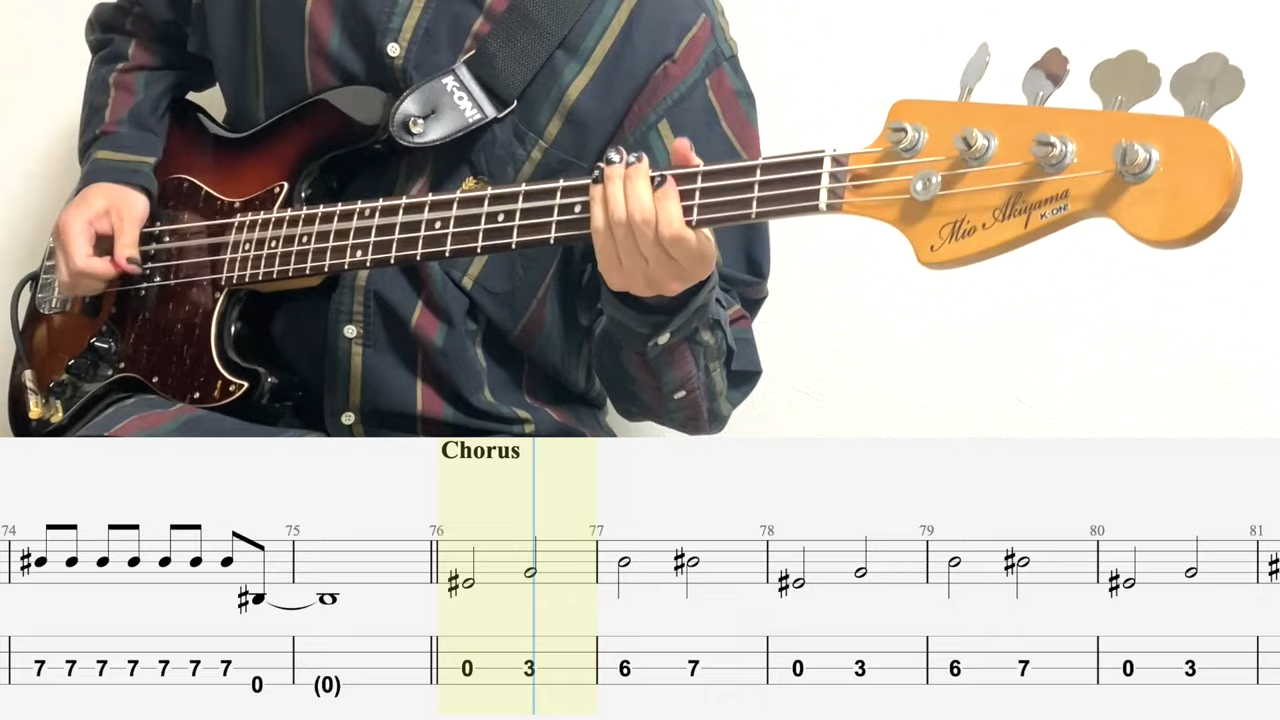 K-ON!
Mio Akiyama
K-ON!
Chorus
74 75 76 77 78 79 80 81
7 7 7 7 7 7 7 0 (0) 0 3 6 7 0 3 6 7 0 3